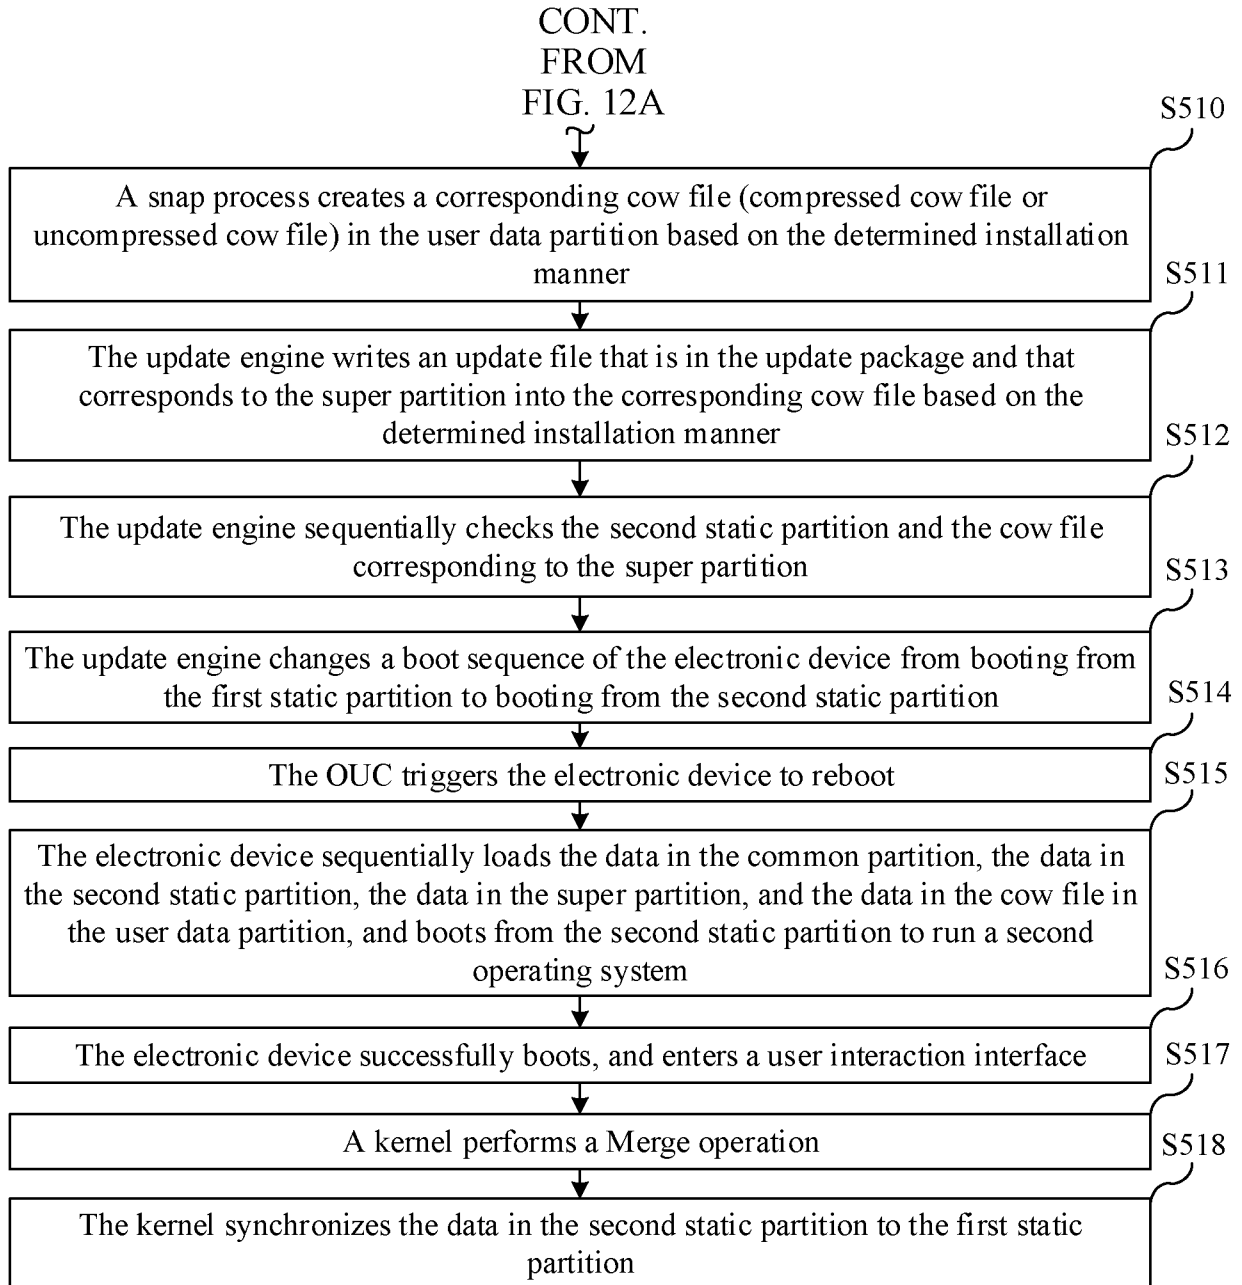 CONT.
FROM
FIG. 12A
S510
A snap process creates a corresponding cow file (compressed cow file or
uncompressed cow file) in the user data partition based on the determined installation
manner
S511
The update engine writes an update file that is in the update package and that
corresponds to the super partition into the corresponding cow file based on the
determined installation manner
S512
The update engine sequentially checks the second static partition and the cow file
corresponding to the super partition
S513
The update engine changes a boot sequence of the electronic device from booting from
the first static partition to booting from the second static partition
S514
The OUC triggers the electronic device to reboot
S515
The electronic device sequentially loads the data in the common partition, the data in
the second static partition, the data in the super partition, and the data in the cow file in
the user data partition, and boots from the second static partition to run a second
operating system
S516
The electronic device successfully boots, and enters a user interaction interface
S517
A kernel performs a Merge operation
S518
The kernel synchronizes the data in the second static partition to the first static
partition